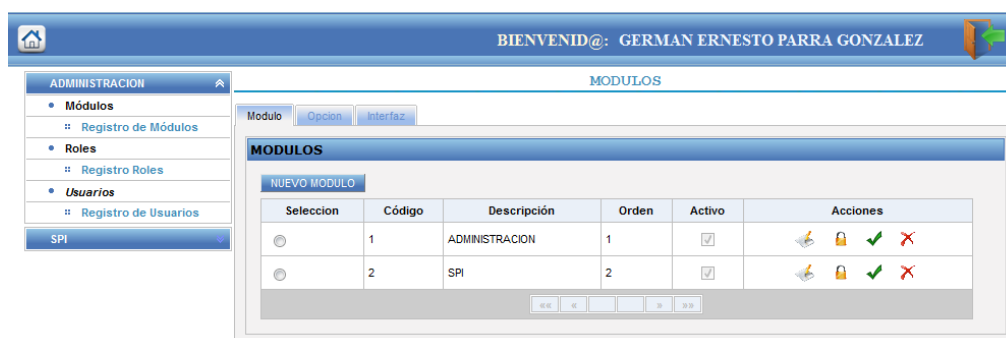 BIENVENID@: GERMAN ERNESTO PARRA GONZALEZ
ADMINISTRACION
Módulos
Registro de Módulos
Roles
Registro Roles
Usuarios
Registro de Usuarios
SPI
MODULOS
Modulo Opcion Interfaz
MODULOS
NUEVO MODULO
Seleccion Código Descripción Orden Activo Acciones
1 ADMINISTRACION 1
2 SPI 2
«« « » »»